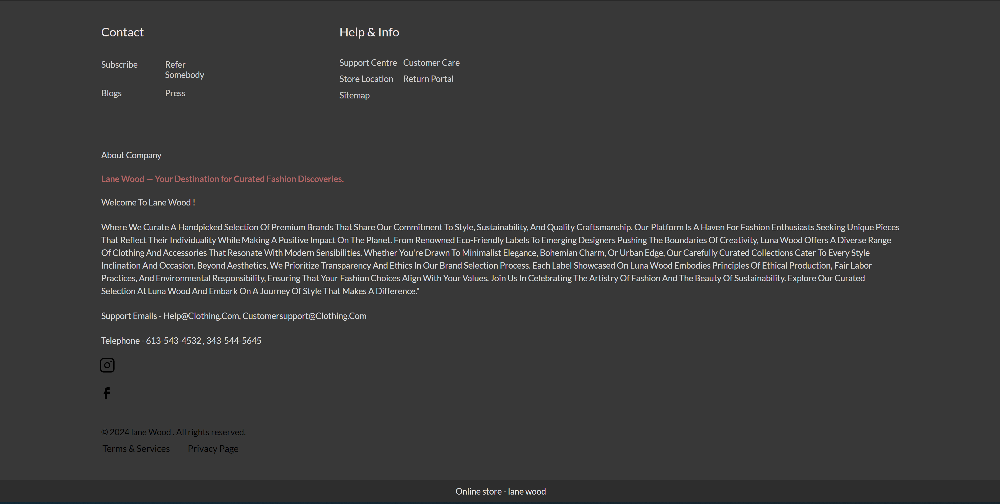 Contact
Subscribe
Refer
Somebody
Blogs
Press
Help & Info
Support Centre
Customer Care
Store Location
Return Portal
Sitemap
About Company
Lane Wood — Your Destination for Curated Fashion Discoveries.
Welcome To Lane Wood !
Where We Curate A Handpicked Selection Of Premium Brands That Share Our Commitment To Style, Sustainability, And Quality Craftsmanship. Our Platform Is A Haven For Fashion Enthusiasts Seeking Unique Pieces
That Reflect Their Individuality While Making A Positive Impact On The Planet. From Renowned Eco-Friendly Labels To Emerging Designers Pushing The Boundaries Of Creativity, Luna Wood Offers A Diverse Range
Of Clothing And Accessories That Resonate With Modern Sensibilities. Whether You're Drawn To Minimalist Elegance, Bohemian Charm, Or Urban Edge, Our Carefully Curated Collections Cater To Every Style
Inclination And Occasion. Beyond Aesthetics, We Prioritize Transparency And Ethics In Our Brand Selection Process. Each Label Showcased On Luna Wood Embodies Principles Of Ethical Production, Fair Labor
Practices, And Environmental Responsibility, Ensuring That Your Fashion Choices Align With Your Values. Join Us In Celebrating The Artistry Of Fashion And The Beauty Of Sustainability. Explore Our Curated
Selection At Luna Wood And Embark On A Journey Of Style That Makes A Difference."
Support Emails - Help@Clothing.Com, Customersupport@Clothing.Com
Telephone - 613-543-4532 , 343-544-5645
© 2024 lane Wood . All rights reserved.
Terms & Services
Privacy Page
Online store - lane wood